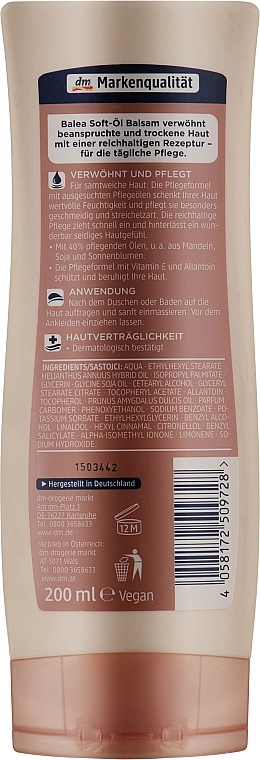 dm Markenqualität
Balea Soft-Öl Balsam verwöhnt
beanspruchte und trockene Haut
mit einer reichhaltigen Rezeptur –
für die tägliche Pflege.
VERWÖHNT UND PFLEGT
Für samtweiche Haut: Die Pflegeformel mit
ausgesuchten Pflegeölen schenkt Ihrer Haut
wertvolle Feuchtigkeit und pflegt sie besonders
geschmeidig und streichelzart. Die reichhaltige
Pflege zieht schnell ein und hinterlässt ein wun-
derbar seidiges Hautgefühl.
• Mit 40% pflegenden Ölen, u. a. aus Mandeln,
Soja und Sonnenblumen.
• Die Pflegeformel mit Vitamin E und Allantoin
schützt und beruhigt Ihre Haut.
ANWENDUNG
Nach dem Duschen oder Baden auf die
Haut auftragen und sanft einmassieren. Vor
dem Ankleiden einziehen lassen.
HAUTVERTRÄGLICHKEIT
• Dermatologisch bestätigt
INGREDIENTS/SASTOJCI: AQUA · ETHYLHEXYL STEARATE
HELIANTHUS ANNUUS HYBRID OIL · ISOPROPYL PALMITATE
GLYCERIN · GLYCINE SOJA OIL · CETEARYL ALCOHOL · GLYCERYL
STEARATE CITRATE · TOCOPHERYL ACETATE · ALLANTOIN
TOCOPHEROL · PRUNUS AMYGDALUS DULCIS OIL · PARFUM
CARBOMER · PHENOXYETHANOL · SODIUM BENZOATE · PO-
TASSIUM SORBATE · ETHYLHEXYLGLYCERIN · BENZYL ALCO-
HOL · LINALOOL · HEXYL CINNAMAL · CITRONELLOL · BENZYL
SALICYLATE · ALPHA-ISOMETHYL IONONE · LIMONENE · SO-
DIUM HYDROXIDE.
1503442
Hergestellt in Deutschland
dm-drogerie markt
Am dm-Platz 1
DE-76227 Karlsruhe
Tel. 0800 3658633
www.dm.de
Vertrieb in Österreich:
dm drogerie markt
AT-5071 Wals
Tel. 0800 3658633
www.dm.at
12 M
4 058172 509728
200 ml e Vegan